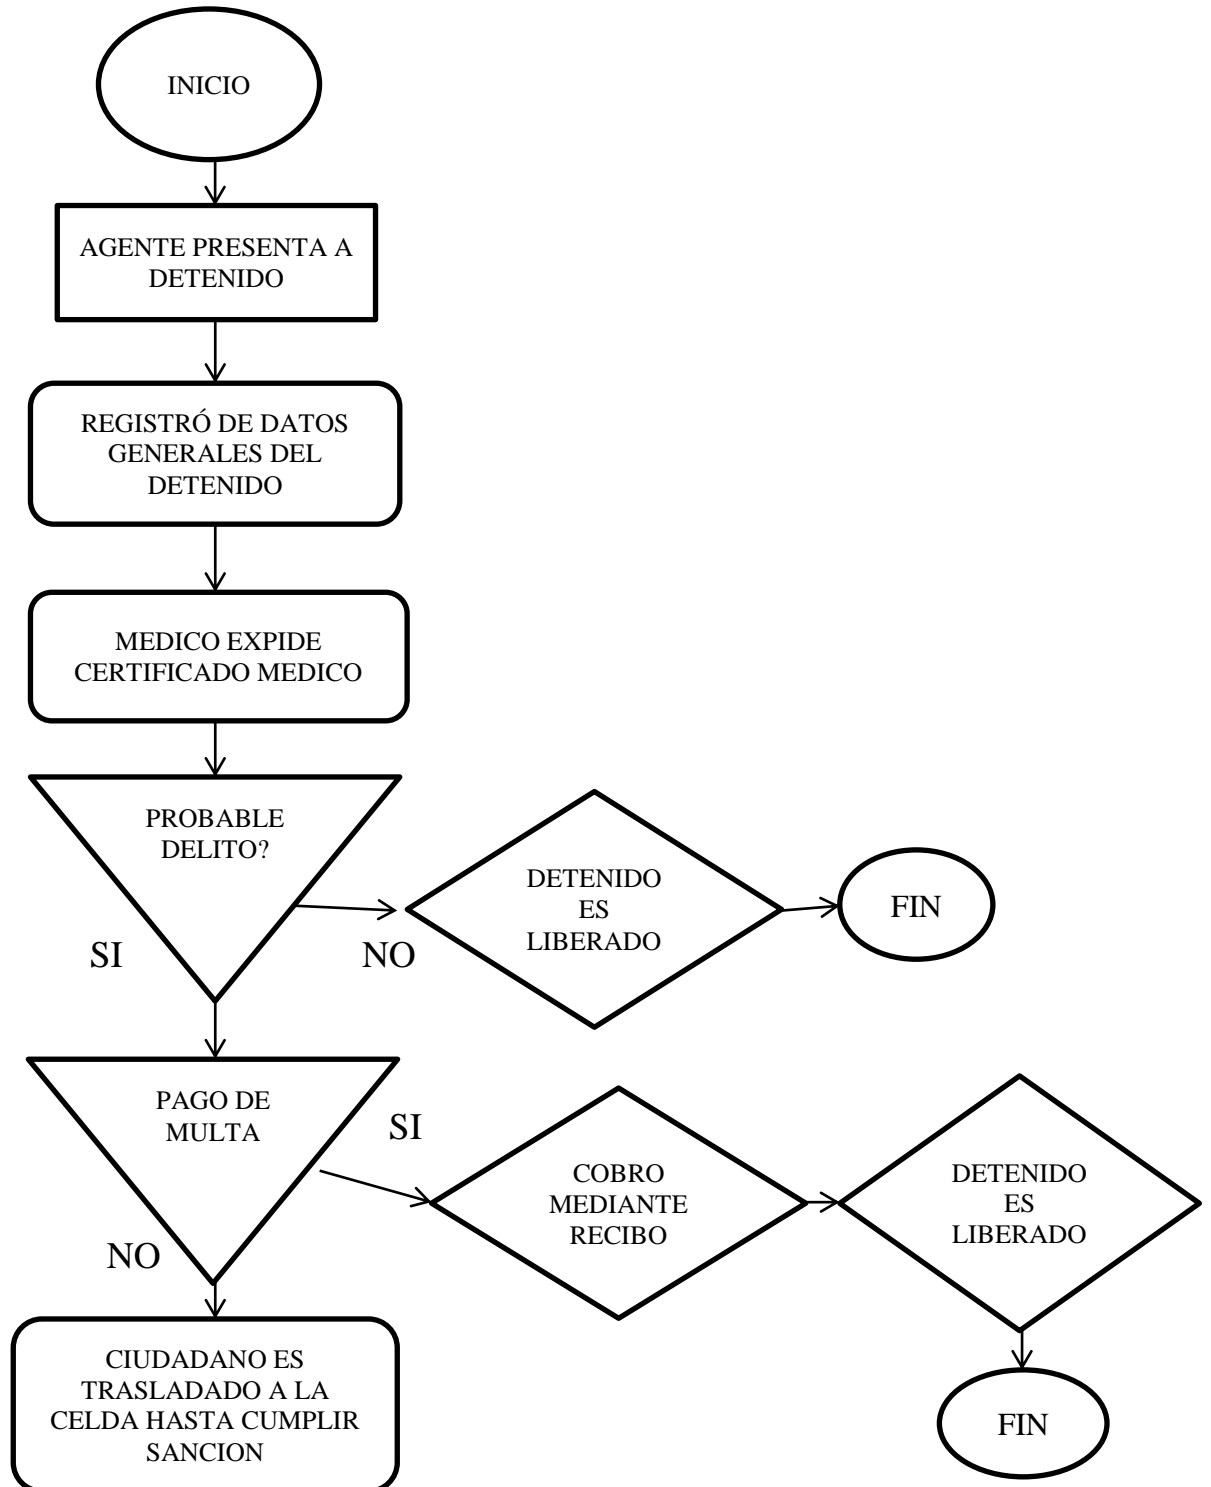 INICIO
AGENTE PRESENTA A
DETENIDO
REGISTRÓ DE DATOS
GENERALES DEL
DETENIDO
MEDICO EXPIDE
CERTIFICADO MEDICO
PROBABLE
DELITO?
DETENIDO
ES
LIBERADO
FIN
SI
NO
PAGO DE
MULTA
SI
COBRO
MEDIANTE
RECIBO
DETENIDO
ES
LIBERADO
NO
CIUDADANO ES
TRASLADADO A LA
CELDA HASTA CUMPLIR
SANCION
FIN